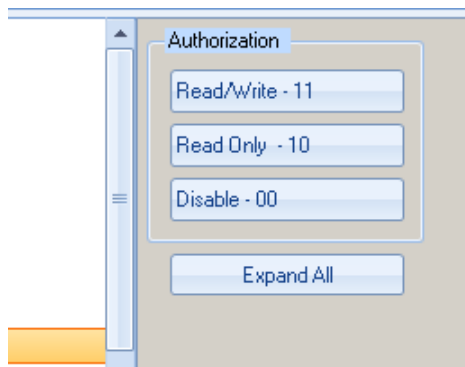 Authorization
Read/Write - 11
Read Only - 10
Disable - 00
Expand All